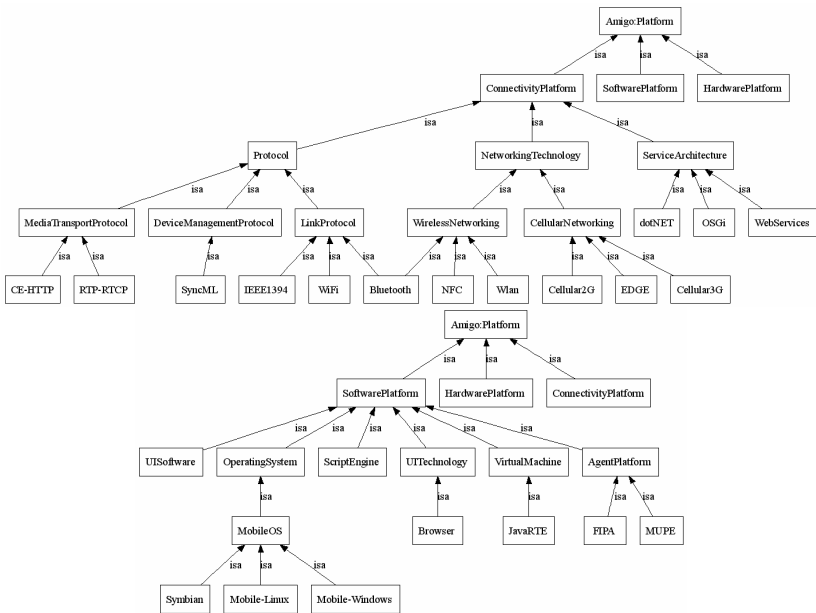 Amigo:Platform
isa isa isa
ConnectivityPlatform SoftwarePlatform HardwarePlatform
isa isa isa
Protocol NetworkingTechnology ServiceArchitecture
isa isa isa isa isa isa isa isa
MediaTransportProtocol DeviceManagementProtocol LinkProtocol WirelessNetworking CellularNetworking dotNET OSGi WebServices
isa isa isa isa isa isa isa isa isa isa isa isa
CE-HTTP RTP-RTCP SyncML IEEE1394 WiFi Bluetooth NFC Wlan Cellular2G EDGE Cellular3G
Amigo:Platform
isa isa isa
SoftwarePlatform HardwarePlatform ConnectivityPlatform
isa isa isa isa isa isa
UISoftware OperatingSystem ScriptEngine UITechnology VirtualMachine AgentPlatform
isa isa isa isa isa
MobileOS Browser JavaRTE FIPA MUPE
isa isa isa
Symbian Mobile-Linux Mobile-Windows